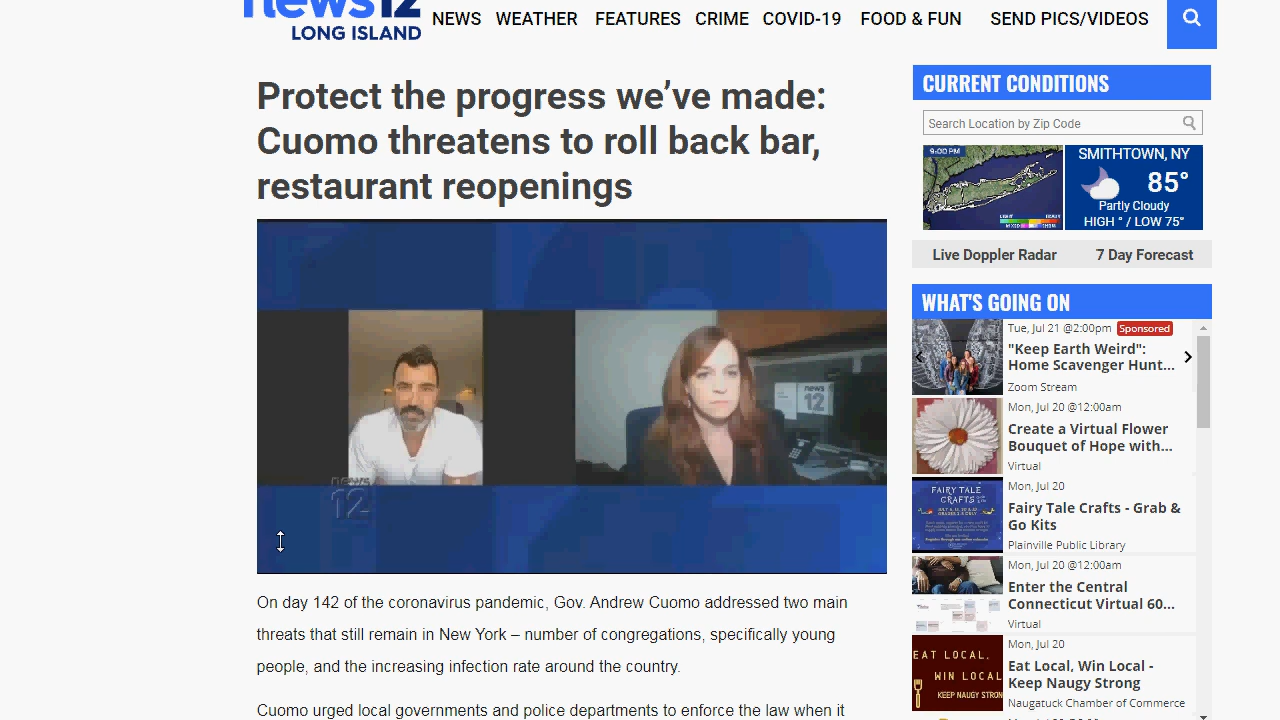 news12
LONG ISLAND
NEWS WEATHER FEATURES CRIME COVID-19 FOOD & FUN SEND PICS/VIDEOS
Protect the progress we’ve made:
Cuomo threatens to roll back bar,
restaurant reopenings
news
12
news
12
On day 142 of the coronavirus pandemic, Gov. Andrew Cuomo addressed two main
threats that still remain in New York – number of congregations, specifically young
people, and the increasing infection rate around the country.
Cuomo urged local governments and police departments to enforce the law when it
CURRENT CONDITIONS
Search Location by Zip Code
9:00 PM
SMITHTOWN, NY
85°
Partly Cloudy
HIGH ° / LOW 75°
Live Doppler Radar 7 Day Forecast
WHAT'S GOING ON
Tue, Jul 21 @2:00pm Sponsored
"Keep Earth Weird":
Home Scavenger Hunt...
Zoom Stream
Mon, Jul 20 @12:00am
Create a Virtual Flower
Bouquet of Hope with...
Virtual
FAIRY TALE
CRAFTS
Mon, Jul 20
Fairy Tale Crafts - Grab &
Go Kits
Plainville Public Library
Mon, Jul 20 @12:00am
Enter the Central
Connecticut Virtual 60...
Virtual
EAT LOCAL,
WIN LOCAL
KEEP NAUGY STRON
Mon, Jul 20
Eat Local, Win Local -
Keep Naugy Strong
Naugatuck Chamber of Commerce